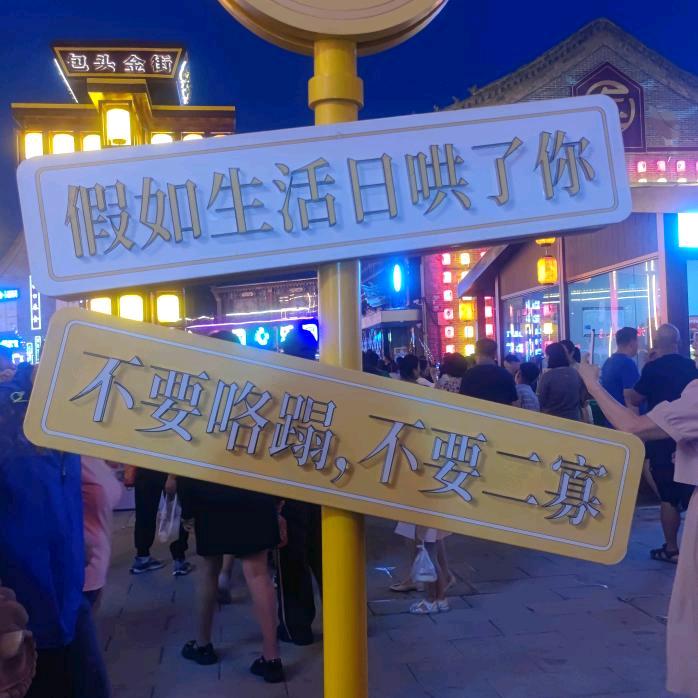 包头金街
假如生活日哄了你
不要咯蹋,不要二寡